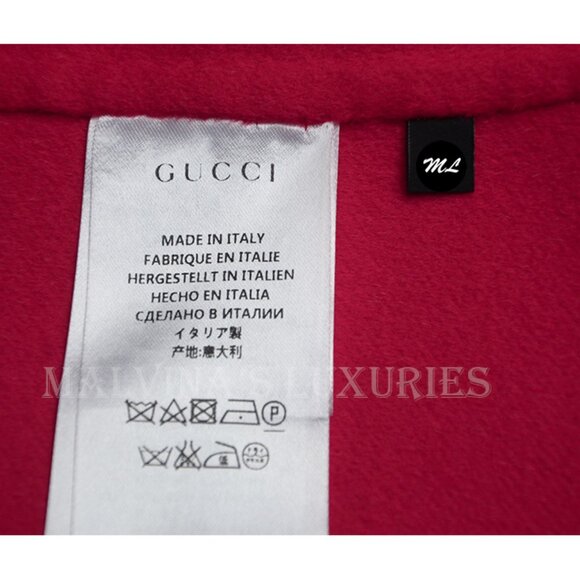 GUCCI
ML
MADE IN ITALY
FABRIQUE EN ITALIE
HERGESTELLT IN ITALIEN
HECHO EN ITALIA
СДЕЛАНО В ИТАЛИИ
イタリア製
产地:意大利
MALVINA'S LUXURIES
P